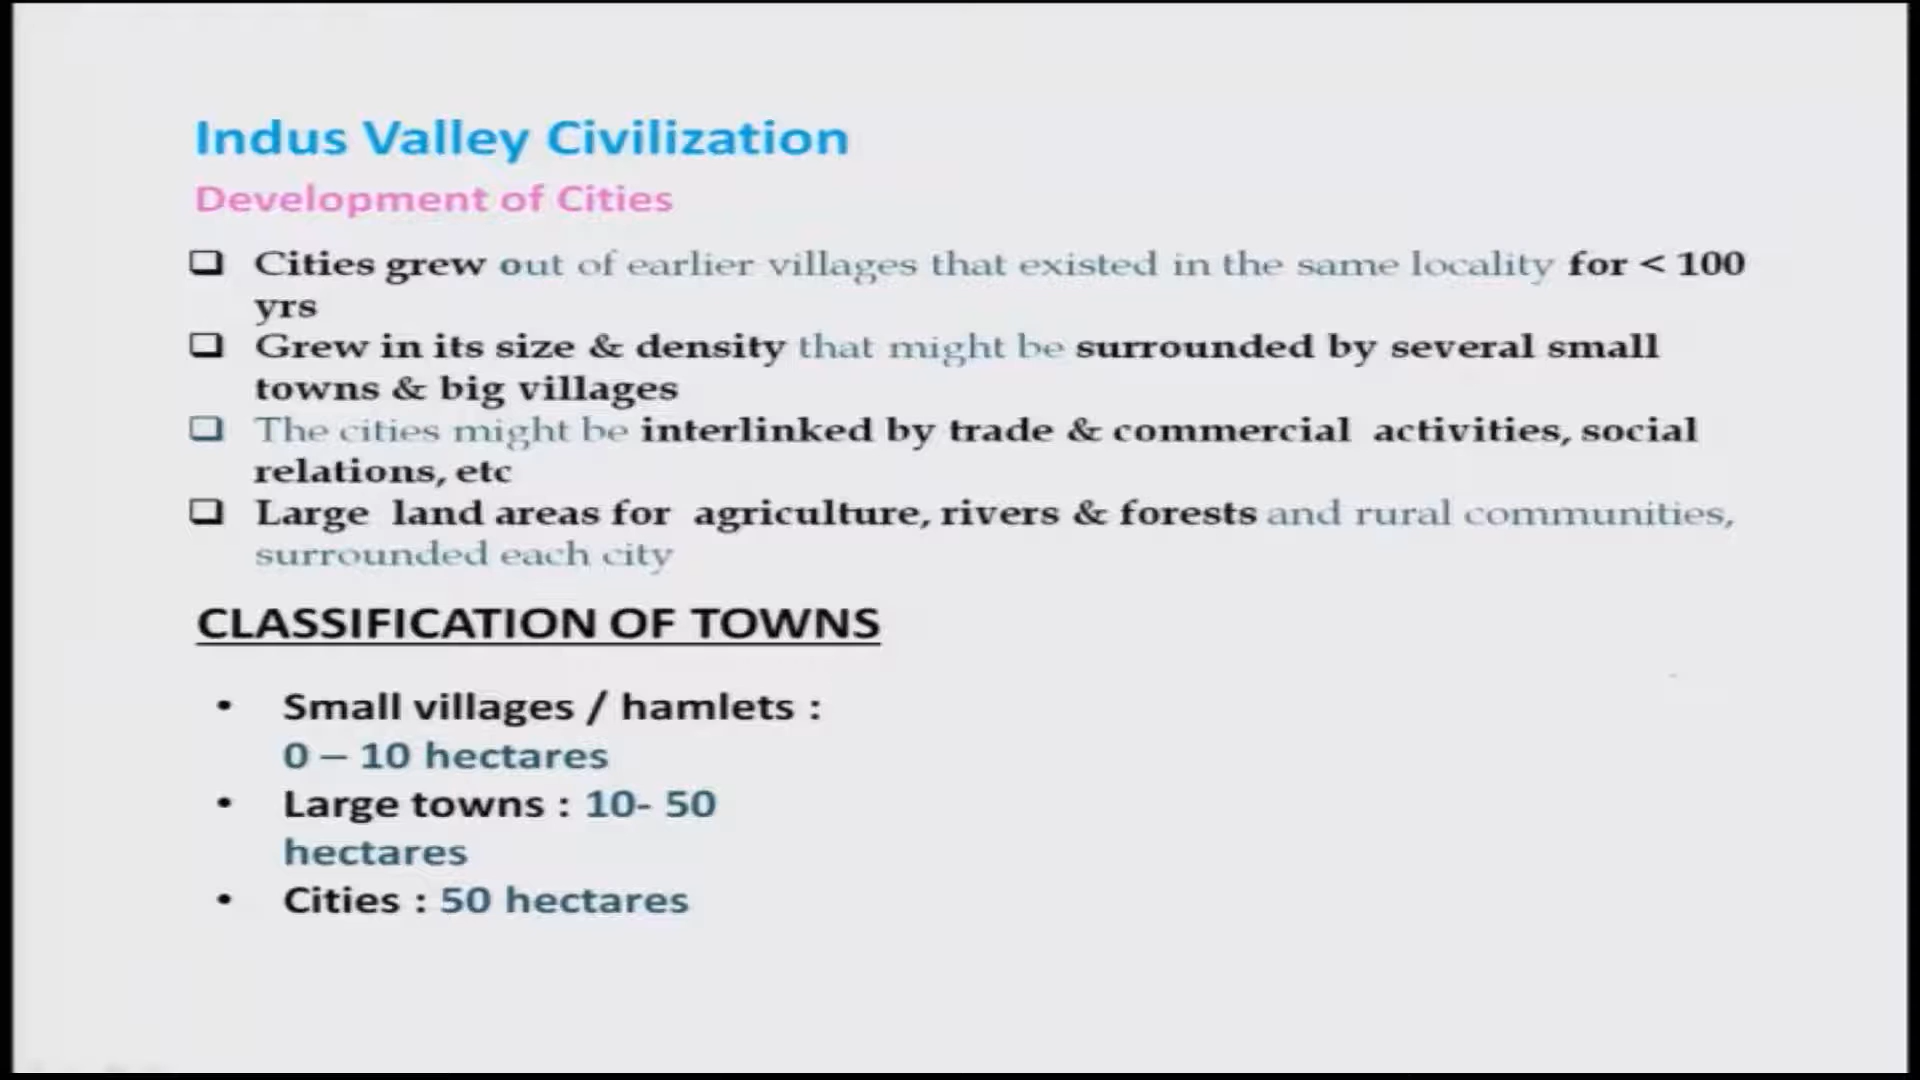 Indus Valley Civilization
Development of Cities
❑ Cities grew out of earlier villages that existed in the same locality for < 100
yrs
❑ Grew in its size & density that might be surrounded by several small
towns & big villages
❑ The cities might be interlinked by trade & commercial activities, social
relations, etc
❑ Large land areas for agriculture, rivers & forests and rural communities,
surrounded each city
CLASSIFICATION OF TOWNS
• Small villages / hamlets :
0 – 10 hectares
• Large towns : 10- 50
hectares
• Cities : 50 hectares